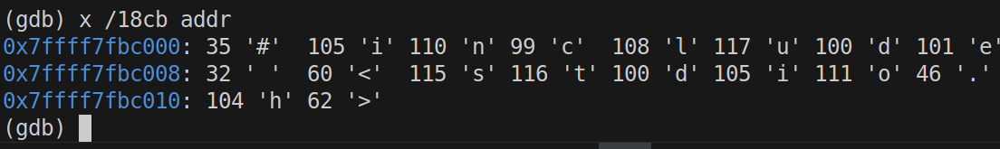 (gdb) x /18cb addr
0x7ffff7fbc000: 35 '#'  105 'i' 110 'n' 99 'c'  108 'l' 117 'u' 100 'd' 101 'e'
0x7ffff7fbc008: 32 ' '  60 '<'  115 's' 116 't' 100 'd' 105 'i' 111 'o' 46 '.'
0x7ffff7fbc010: 104 'h' 62 '>'
(gdb)